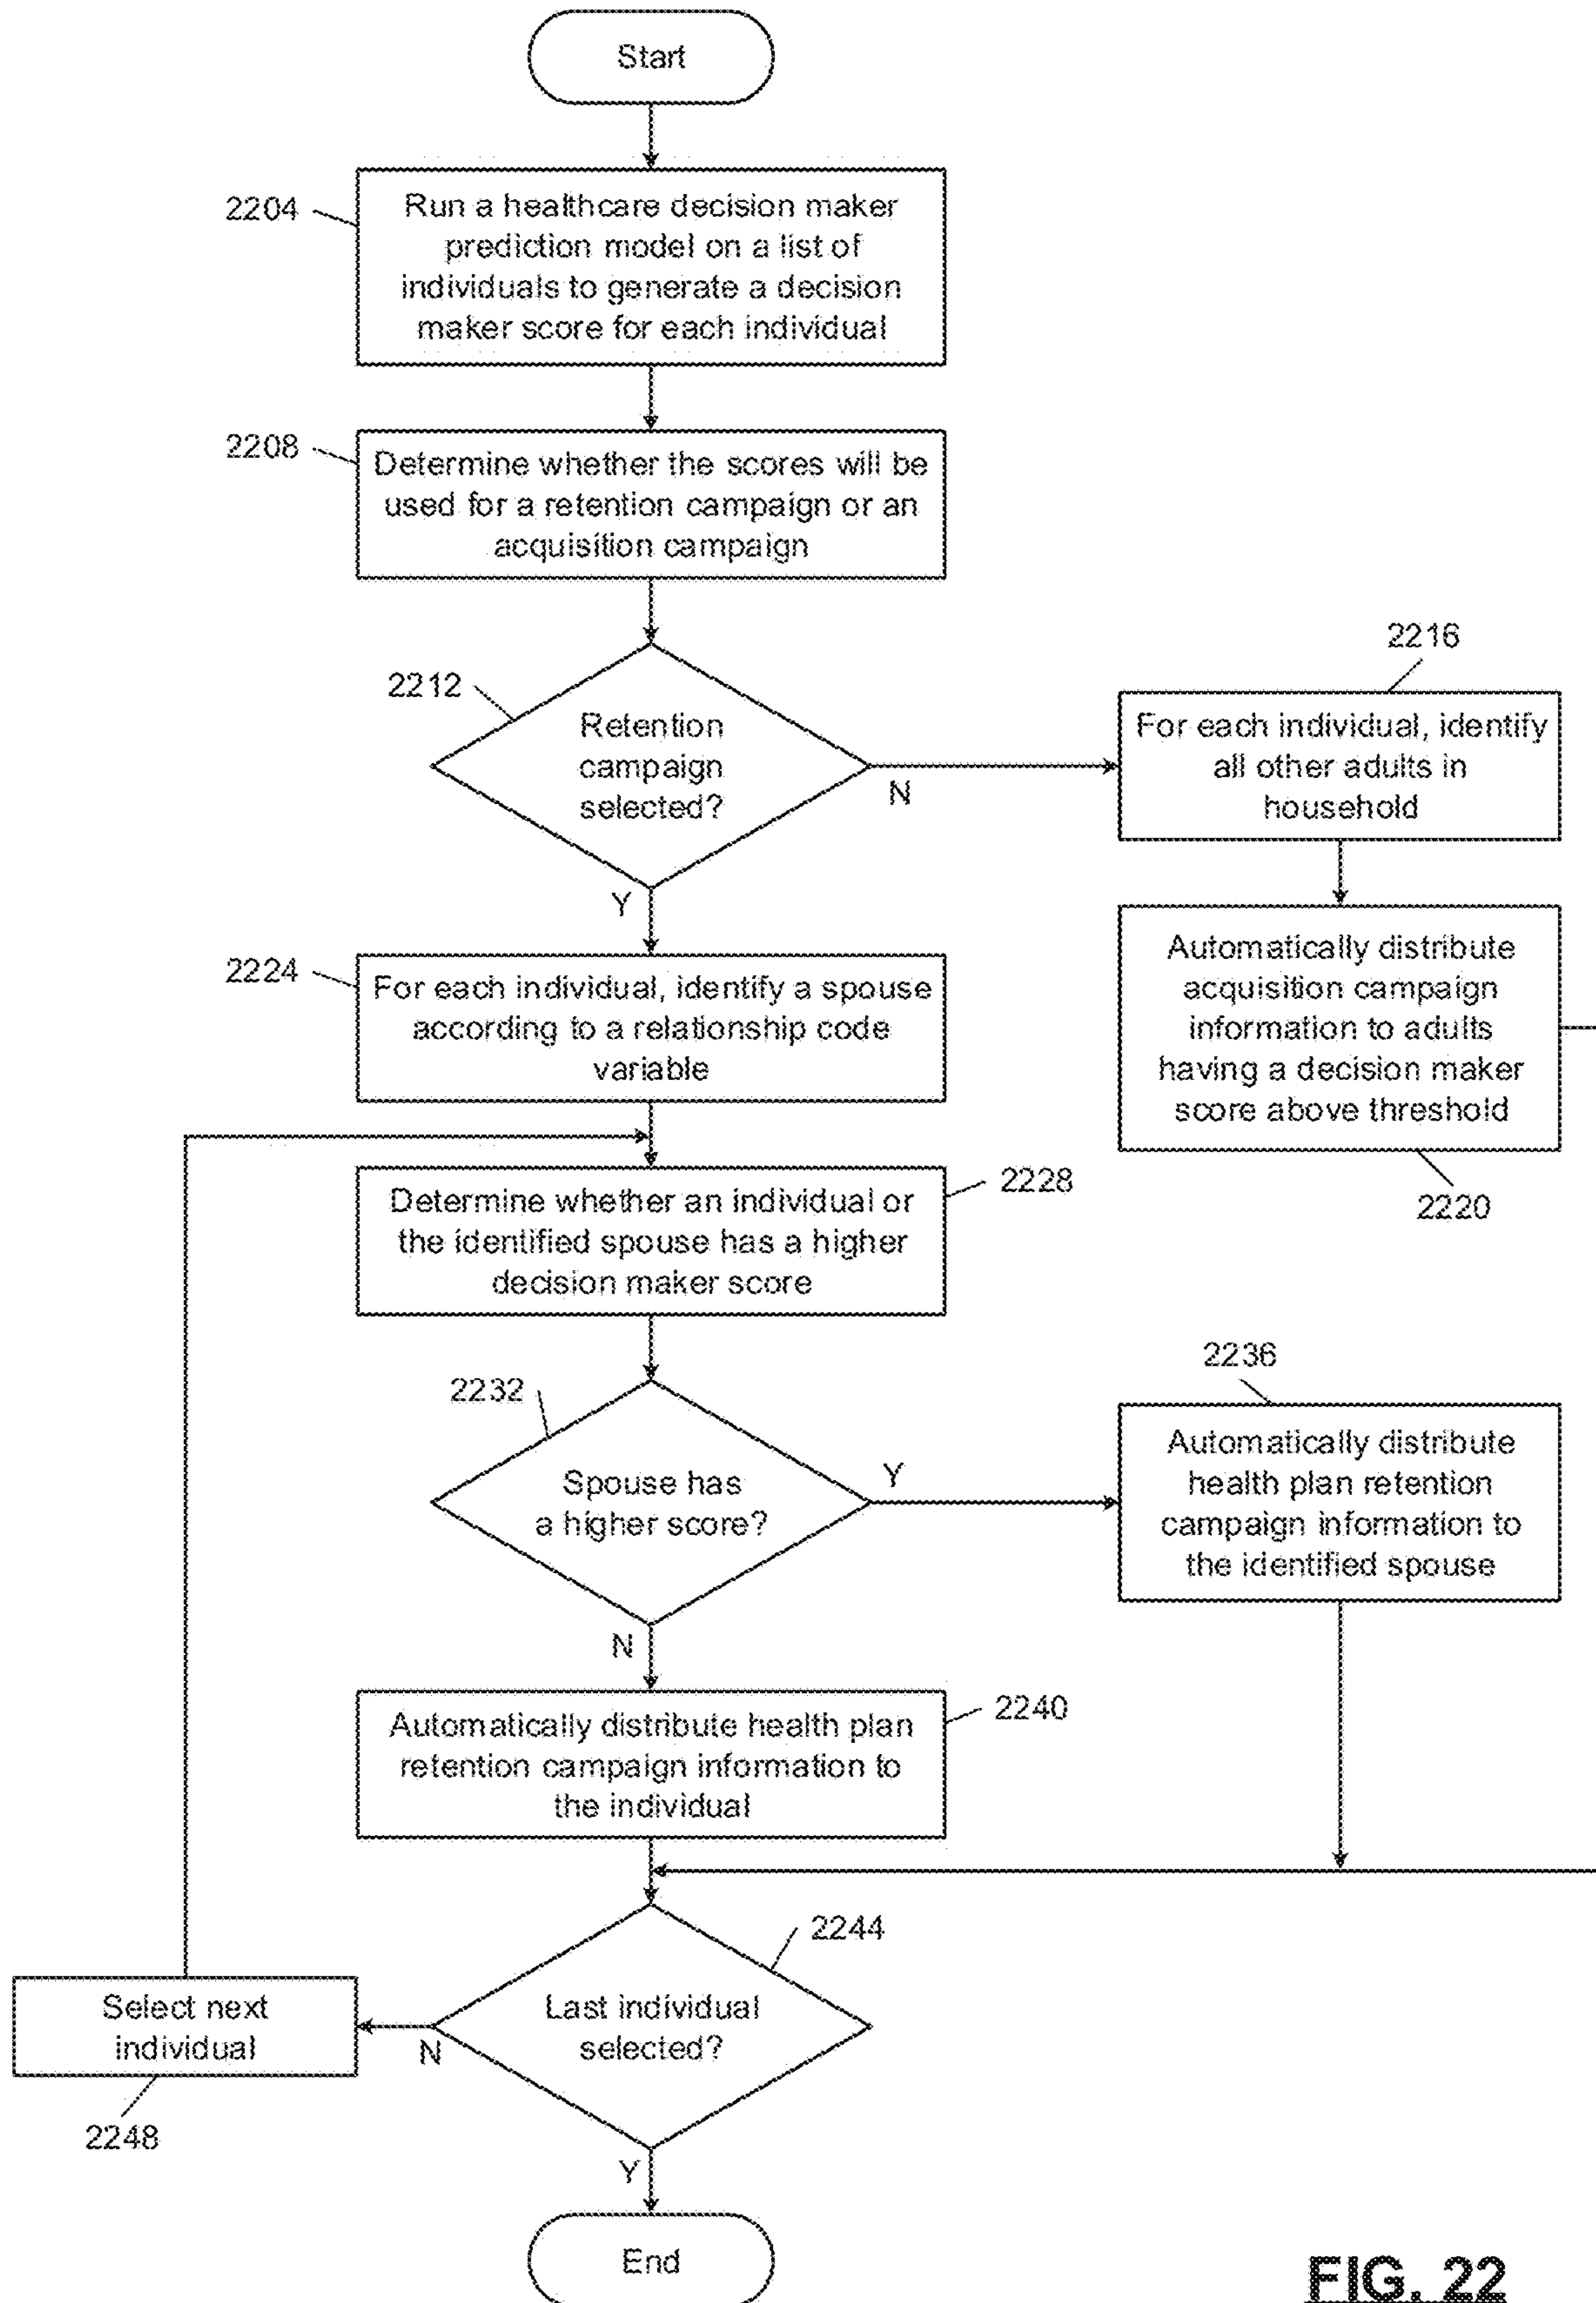 Start
2204
Run a healthcare decision maker
prediction model on a list of
individuals to generate a decision
maker score for each individual
2208
Determine whether the scores will be
used for a retention campaign or an
acquisition campaign
2212
Retention
campaign
selected?
N
Y
2216
For each individual, identify
all other adults in
household
Automatically distribute
acquisition campaign
information to adults
having a decision maker
score above threshold
2220
2224
For each individual, identify a spouse
according to a relationship code
variable
2228
Determine whether an individual or
the identified spouse has a higher
decision maker score
2232
Spouse has
a higher score?
Y
N
2236
Automatically distribute
health plan retention
campaign information to
the identified spouse
2240
Automatically distribute health plan
retention campaign information to
the individual
2244
Last individual
selected?
N
Y
Select next
individual
2248
End
FIG. 22